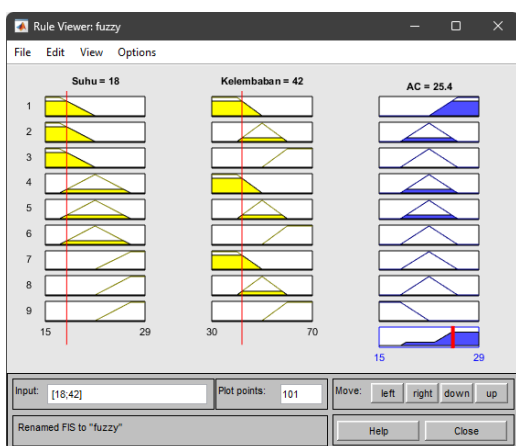 Rule Viewer: fuzzy
File Edit View Options
Suhu = 18 Kelembaban = 42 AC = 25.4
1
2
3
4
5
6
7
8
9
15 29 30 70
15 29
Input: [18;42] Plot points: 101 Move: left right down up
Renamed FIS to "fuzzy" Help Close